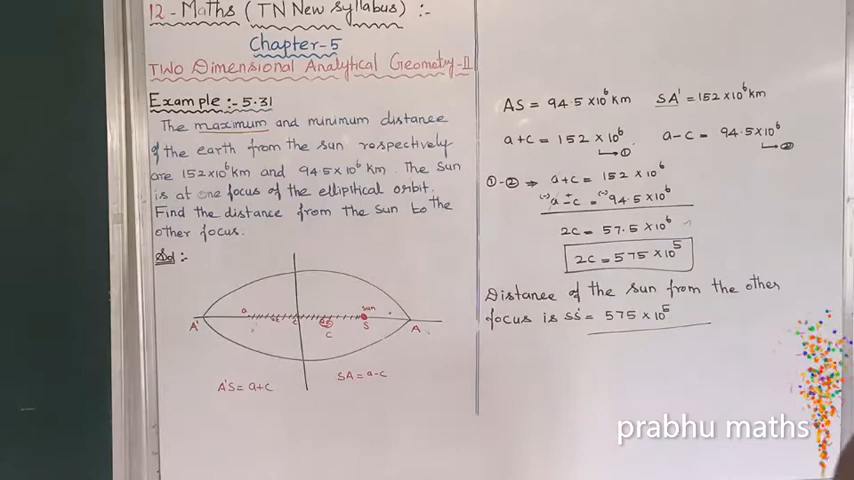 12-Maths (TN New Syllabus) :-
Chapter-5
TWO Dimensional Analytical Geometry-II
Example :- 5.31
The maximum and minimum distance
of the earth from the sun respectively
are 152×10⁶ km and 94.5×10⁶ km. The Sun
is at one focus of the elliptical orbit.
Find the distance from the sun to the
other focus.
Sol :-
a
sun
A'
c
S
A
C
A'S = a+c
SA = a-c
AS = 94.5×10⁶ km SA' = 152×10⁶ km
a+c = 152×10⁶ → ① a-c = 94.5×10⁶ → ②
①-② ⇒ a+c = 152×10⁶
(-) a - c = (-) 94.5×10⁶
2c = 57.5×10⁶
2c = 575×10⁵
Distance of the sun from the other
focus is SS' = 575×10⁵
prabhu maths